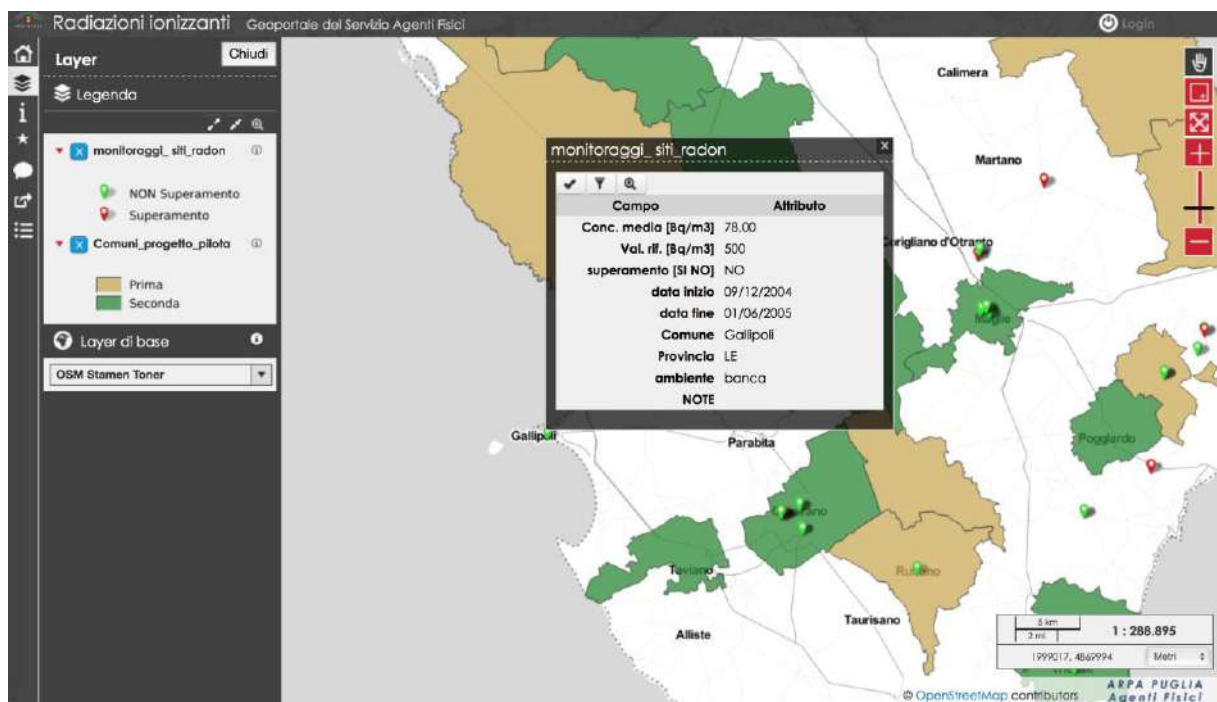 Radiazioni ionizzanti Geoportale del Servizio Agenti Fisici
Login
Layer
Chiudi
Legenda
monitoraggi_ siti_radon
NON Superamento
Superamento
Comuni_progetto_pilota
Prima
Seconda
Layer di base
OSM Stamen Toner
monitoraggi_ siti_radon
Campo Attributo
Conc. media [Bq/m3] 78.00
Val. rif. [Bq/m3] 500
superamento [SI NO] NO
data inizio 09/12/2004
data fine 01/06/2005
Comune Gallipoli
Provincia LE
ambiente banca
NOTE
Calimera
Martano
Corigliano d'Otranto
Maglie
Gallipoli
Parabita
Poggiardo
Taviano
Ruffano
Taurisano
Alliste
5 km
2 mi
1 : 288.895
1999017, 4869994
Metri
© OpenStreetMap contributors
ARPA PUGLIA
Agenti Fisici